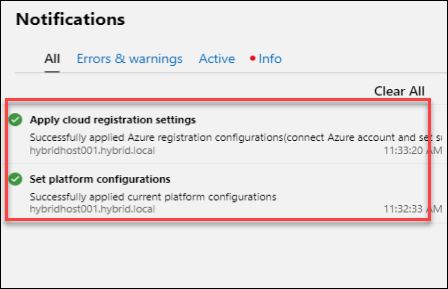 Notifications
All Errors & warnings Active Info
Clear All
Apply cloud registration settings
Successfully applied Azure registration configurations(connect Azure account and set s
hybridhost001.hybrid.local 11:33:20 AM
Set platform configurations
Successfully applied current platform configurations
hybridhost001.hybrid.local 11:32:33 AM